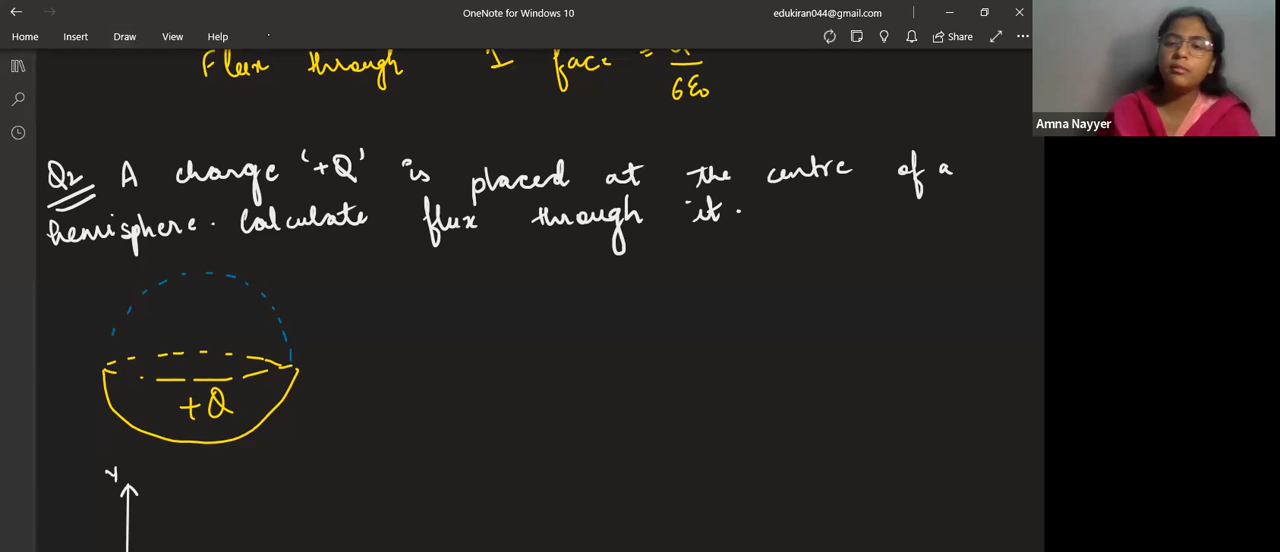 OneNote for Windows 10
edukiran044@gmail.com
Home Insert Draw View Help
Share
Amna Nayyer
Flux through 1 face =
6ε₀
Q2 A charge '+Q' is placed at the centre of a
hemisphere. Calculate flux through it.
+Q
Y